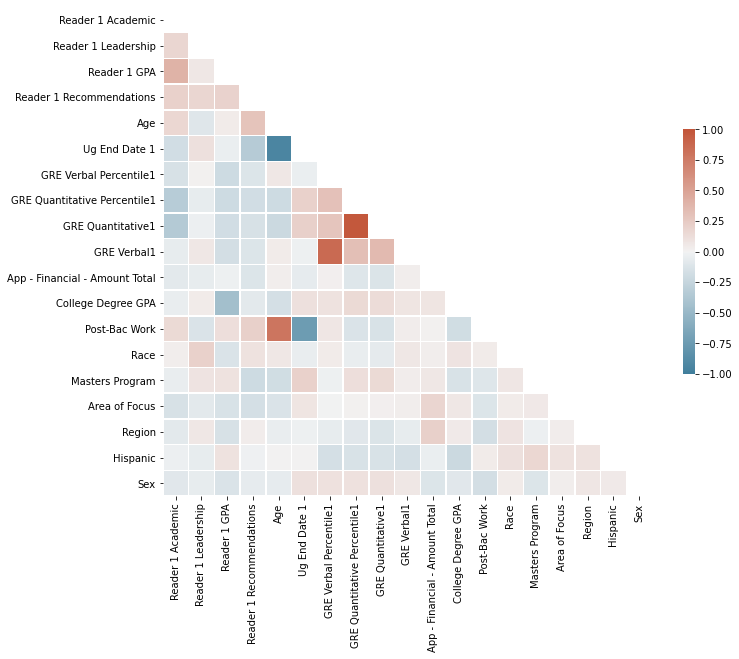 Reader 1 Academic
Reader 1 Leadership
Reader 1 GPA
Reader 1 Recommendations
Age
Ug End Date 1
GRE Verbal Percentile1
GRE Quantitative Percentile1
GRE Quantitative1
GRE Verbal1
App - Financial - Amount Total
College Degree GPA
Post-Bac Work
Race
Masters Program
Area of Focus
Region
Hispanic
Sex
Reader 1 Academic
Reader 1 Leadership
Reader 1 GPA
Reader 1 Recommendations
Age
Ug End Date 1
GRE Verbal Percentile1
GRE Quantitative Percentile1
GRE Quantitative1
GRE Verbal1
App - Financial - Amount Total
College Degree GPA
Post-Bac Work
Race
Masters Program
Area of Focus
Region
Hispanic
Sex
1.00
0.75
0.50
0.25
0.00
−0.25
−0.50
−0.75
−1.00